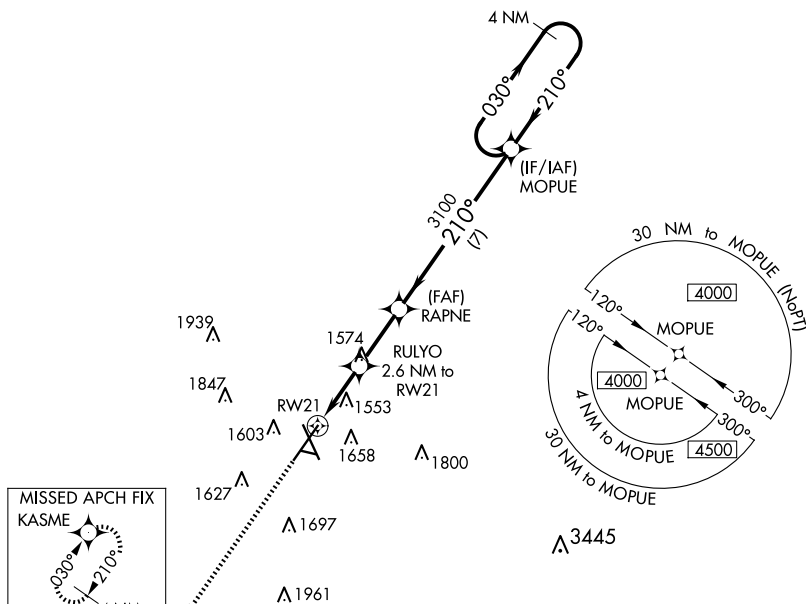 4 NM
030°
210°
(IF/IAF)
MOPUE
3100
210°
(7)
(FAF)
RAPNE
1939
1574
RULYO
2.6 NM to
RW21
1847
RW21
1553
1603
1658
1800
1627
1697
1961
3445
30 NM to MOPUE (NoPT)
4000
120°
MOPUE
300°
120°
4000
MOPUE
300°
4 NM to MOPUE
4500
30 NM to MOPUE
MISSED APCH FIX
KASME
030°
210°